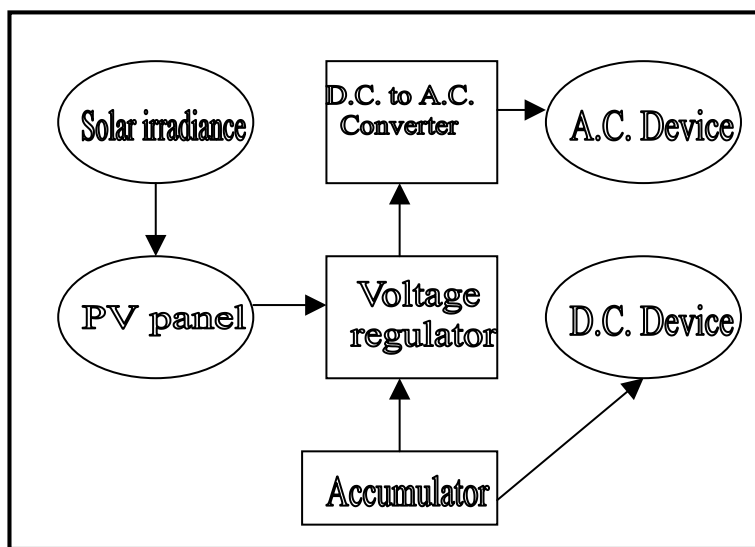 Solar irradiance
D.C. to A.C.
Converter
A.C. Device
PV panel
Voltage
regulator
D.C. Device
Accumulator